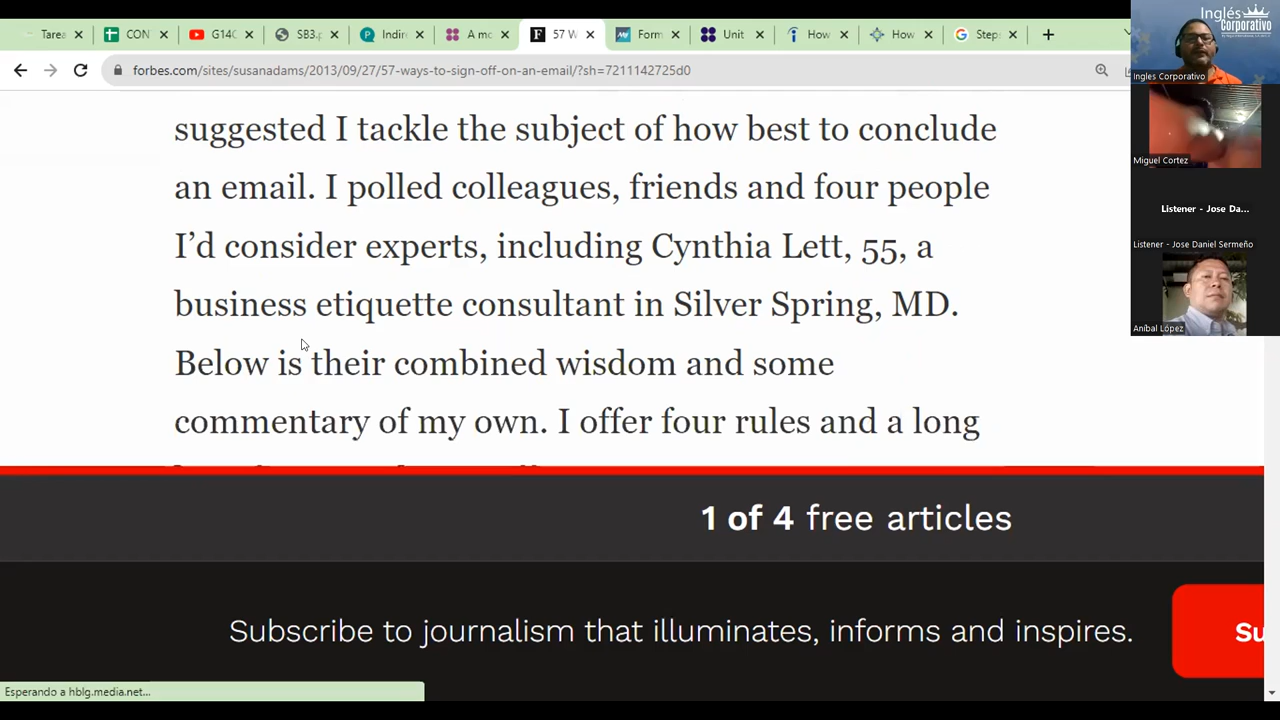 Tarea
CON
G14C
SB3.p
Indire
A mo
57 W
Form
Unit
How
How
Step
forbes.com/sites/susanadams/2013/09/27/57-ways-to-sign-off-on-an-email/?sh=7211142725d0
suggested I tackle the subject of how best to conclude
an email. I polled colleagues, friends and four people
I’d consider experts, including Cynthia Lett, 55, a
business etiquette consultant in Silver Spring, MD.
Below is their combined wisdom and some
commentary of my own. I offer four rules and a long
1 of 4 free articles
Subscribe to journalism that illuminates, informs and inspires.
Su
Esperando a hblg.media.net...
Inglés
Corporativo
Ingles Corporativo
Miguel Cortez
Listener - Jose Da...
Listener - Jose Daniel Sermeño
Aníbal López